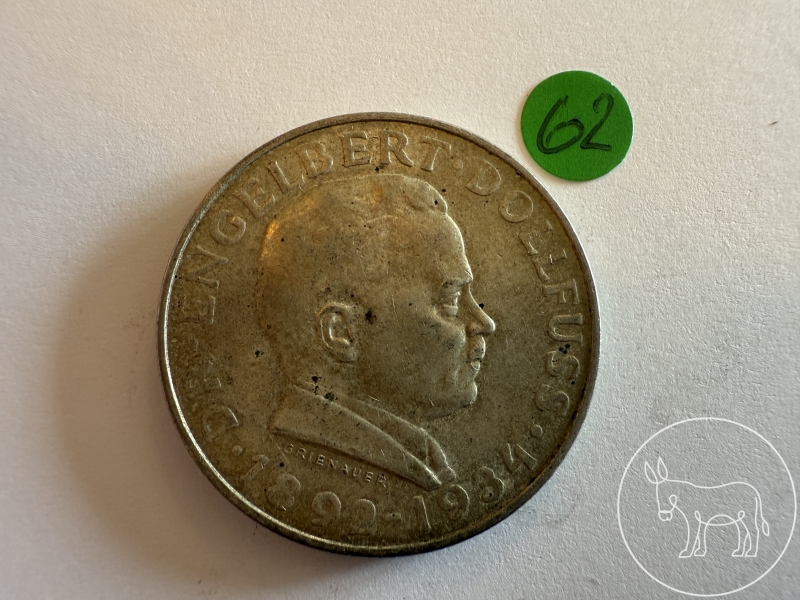 DR·ENGELBERT·DOLLFUSS·
·1892-1934·
GRIENAUER
62